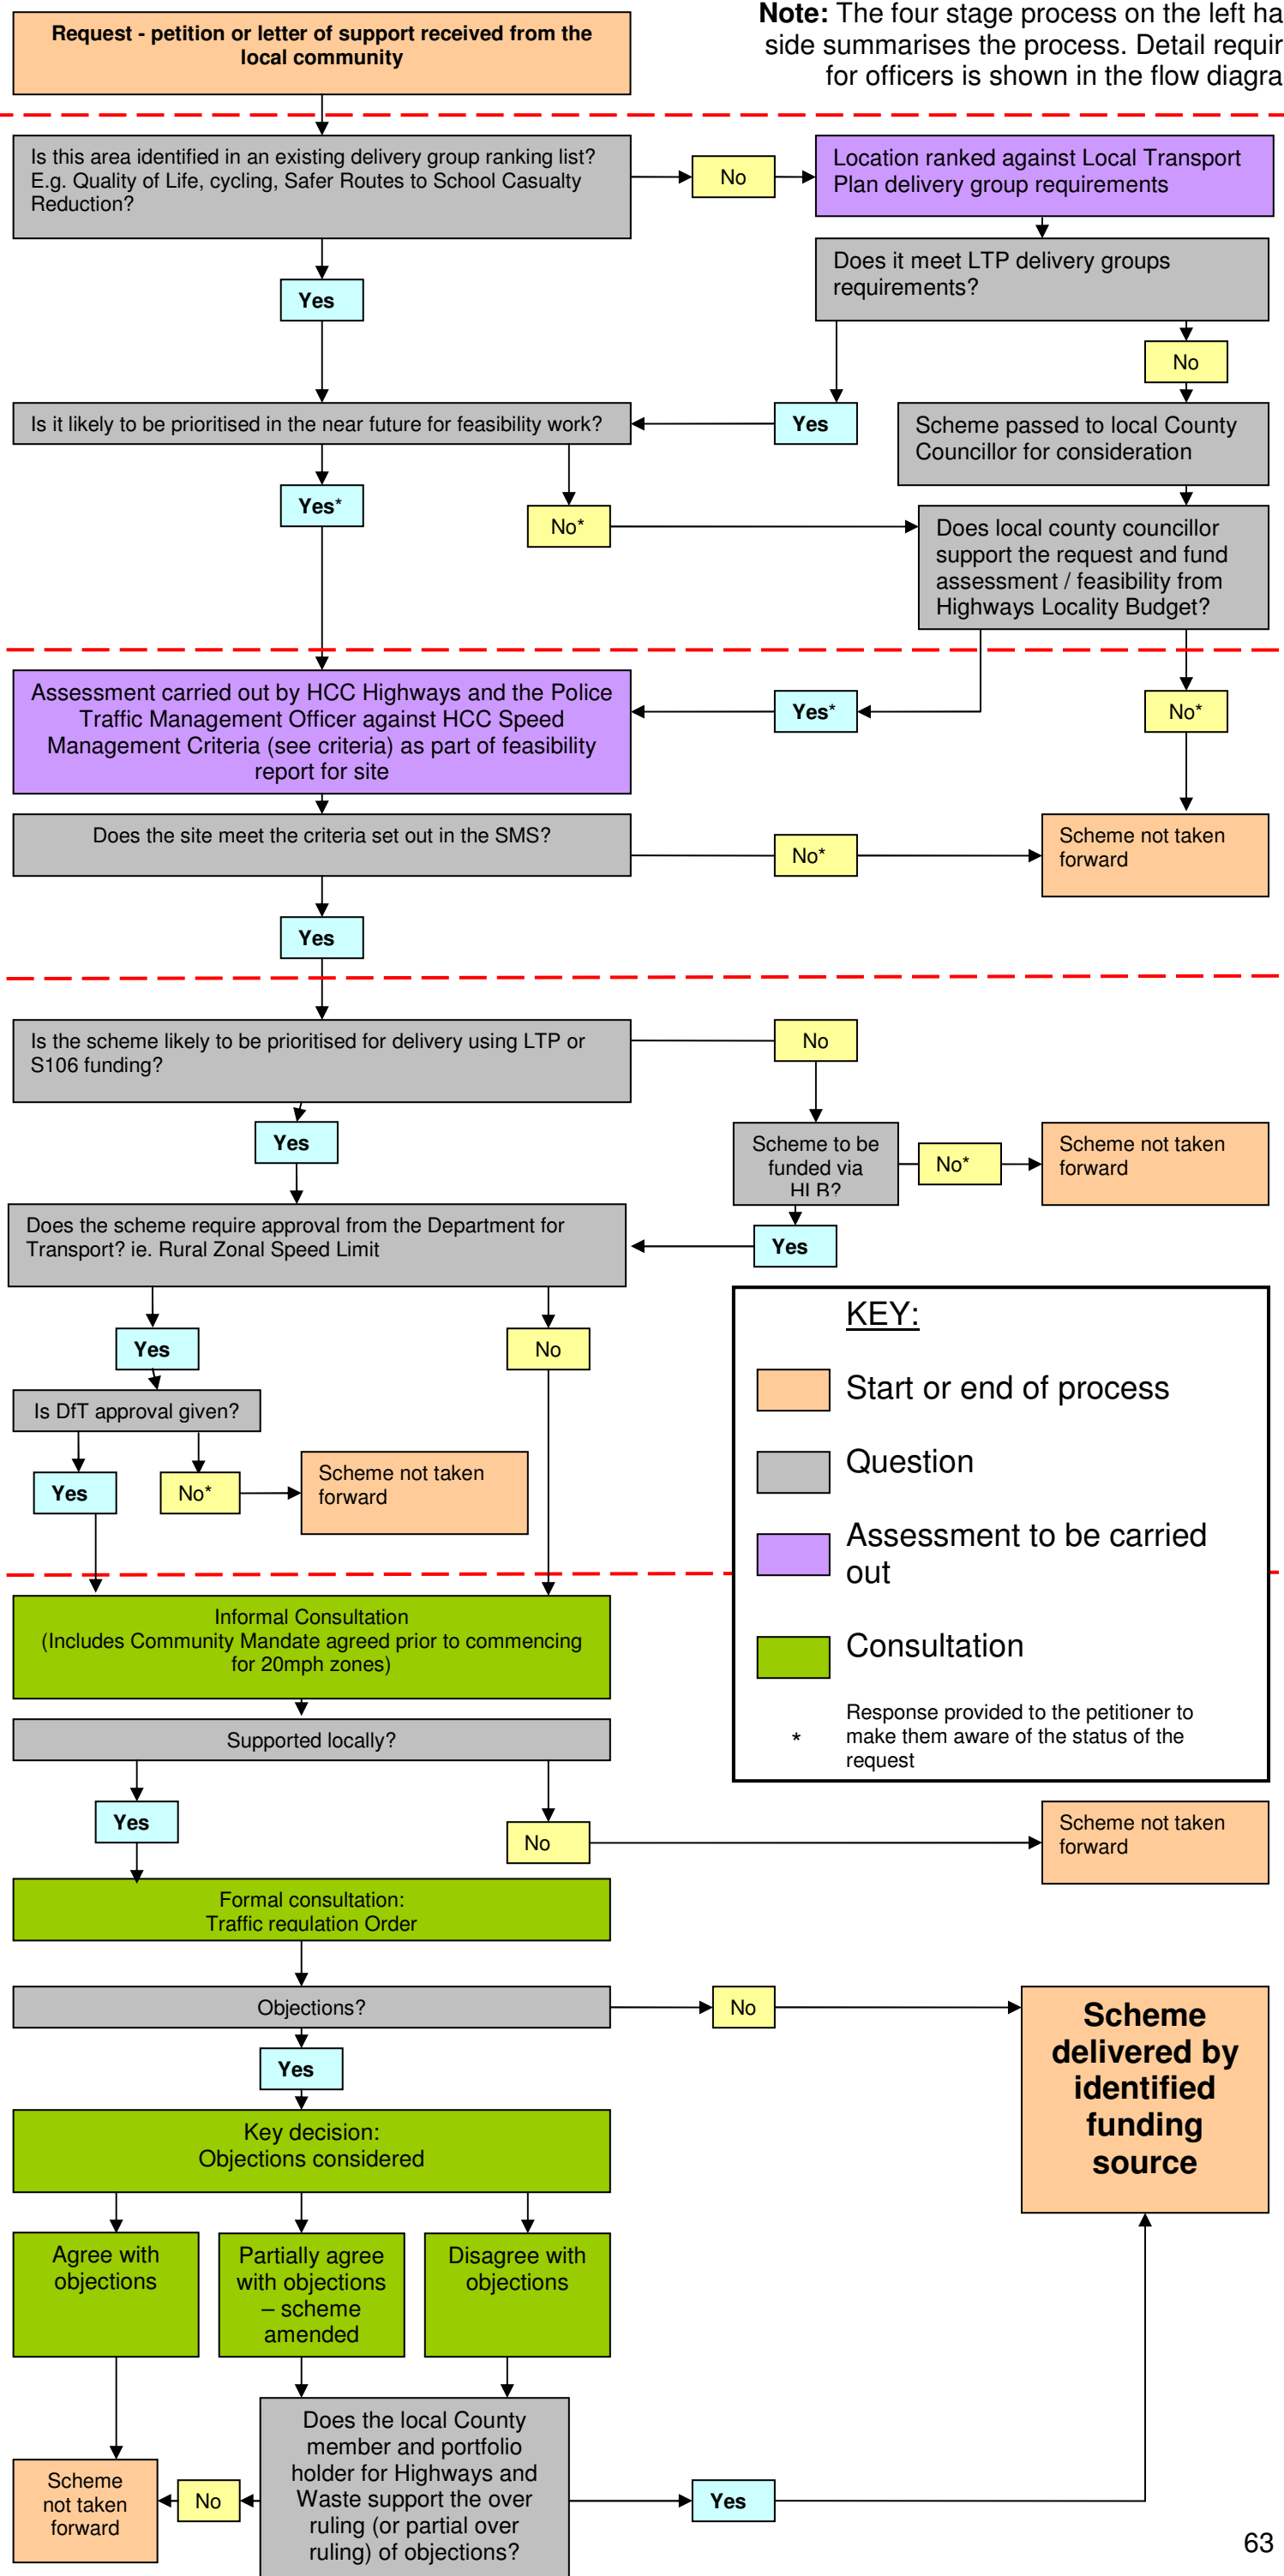 Note: The four stage process on the left ha
side summarises the process. Detail requir
for officers is shown in the flow diagra
Request - petition or letter of support received from the
local community
Is this area identified in an existing delivery group ranking list?
E.g. Quality of Life, cycling, Safer Routes to School Casualty
Reduction?
No
Location ranked against Local Transport
Plan delivery group requirements
Does it meet LTP delivery groups
requirements?
Yes
No
Is it likely to be prioritised in the near future for feasibility work?
Yes
Scheme passed to local County
Councillor for consideration
Yes*
No*
Does local county councillor
support the request and fund
assessment / feasibility from
Highways Locality Budget?
Assessment carried out by HCC Highways and the Police
Traffic Management Officer against HCC Speed
Management Criteria (see criteria) as part of feasibility
report for site
Yes*
No*
Does the site meet the criteria set out in the SMS?
No*
Scheme not taken
forward
Yes
Is the scheme likely to be prioritised for delivery using LTP or
S106 funding?
No
Yes
Scheme to be
funded via
HLB?
No*
Scheme not taken
forward
Does the scheme require approval from the Department for
Transport? ie. Rural Zonal Speed Limit
Yes
Yes
No
Is DfT approval given?
Yes
No*
Scheme not taken
forward
KEY:
Start or end of process
Question
Assessment to be carried
out
Consultation
* Response provided to the petitioner to
make them aware of the status of the
request
Informal Consultation
(Includes Community Mandate agreed prior to commencing
for 20mph zones)
Supported locally?
Yes
No
Scheme not taken
forward
Formal consultation:
Traffic regulation Order
Objections?
No
Scheme
delivered by
identified
funding
source
Yes
Key decision:
Objections considered
Agree with
objections
Partially agree
with objections
– scheme
amended
Disagree with
objections
Does the local County
member and portfolio
holder for Highways and
Waste support the over
ruling (or partial over
ruling) of objections?
Scheme
not taken
forward
No
Yes
63